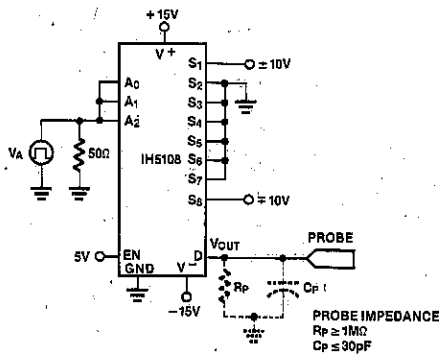 +15V
V+
A0
A1
A2
VA
50Ω
IH5108
S1
±10V
S2
S3
S4
S5
S6
S7
S8
∓10V
5V
EN
GND
V-
D
VOUT
-15V
RP
CP
PROBE
PROBE IMPEDANCE
RP ≥ 1MΩ
CP ≤ 30pF